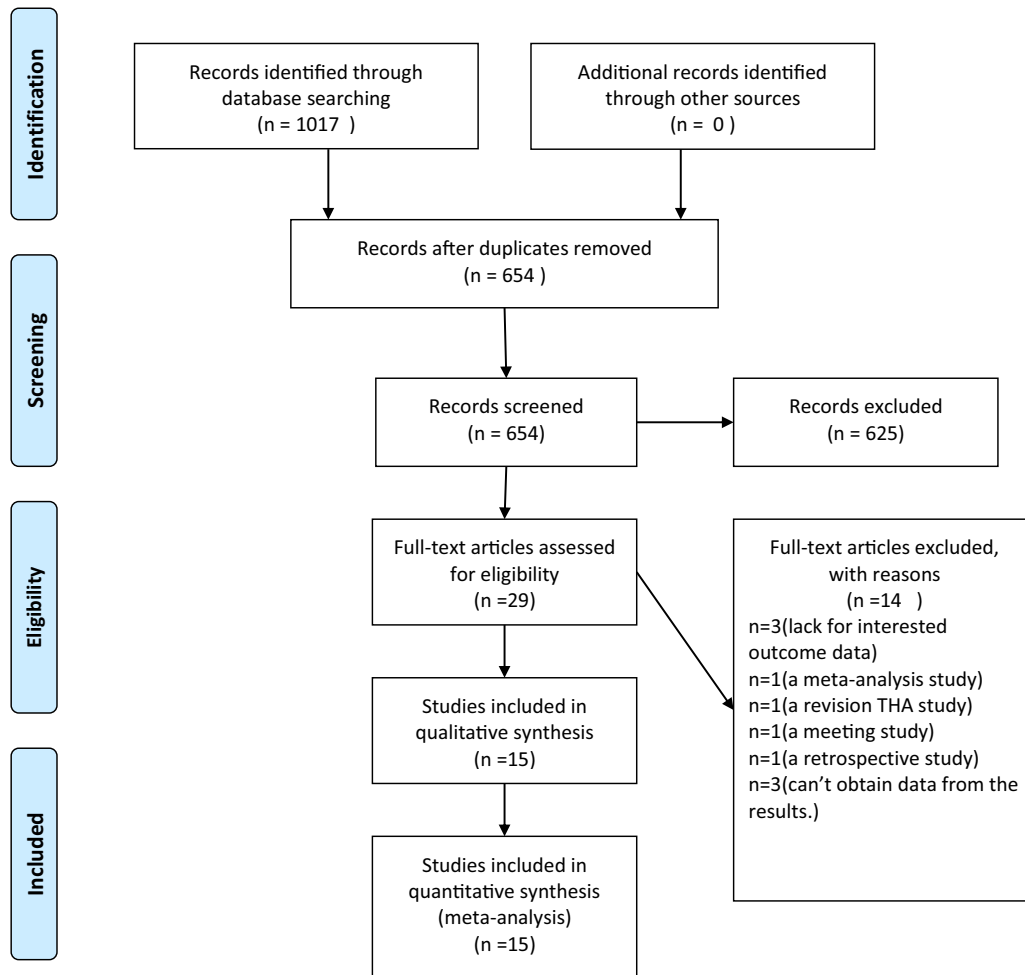 Identification
Records identified through
database searching
(n = 1017  )
Additional records identified
through other sources
(n =  0 )
Records after duplicates removed
(n = 654  )
Screening
Records screened
(n = 654)
Records excluded
(n = 625)
Eligibility
Full-text articles assessed
for eligibility
(n =29)
Full-text articles excluded,
with reasons
(n =14   )
n=3(lack for interested
outcome data)
n=1(a meta-analysis study)
n=1(a revision THA study)
n=1(a meeting study)
n=1(a retrospective study)
n=3(can’t obtain data from the
results.)
Studies included in
qualitative synthesis
(n =15)
Included
Studies included in
quantitative synthesis
(meta-analysis)
(n =15)